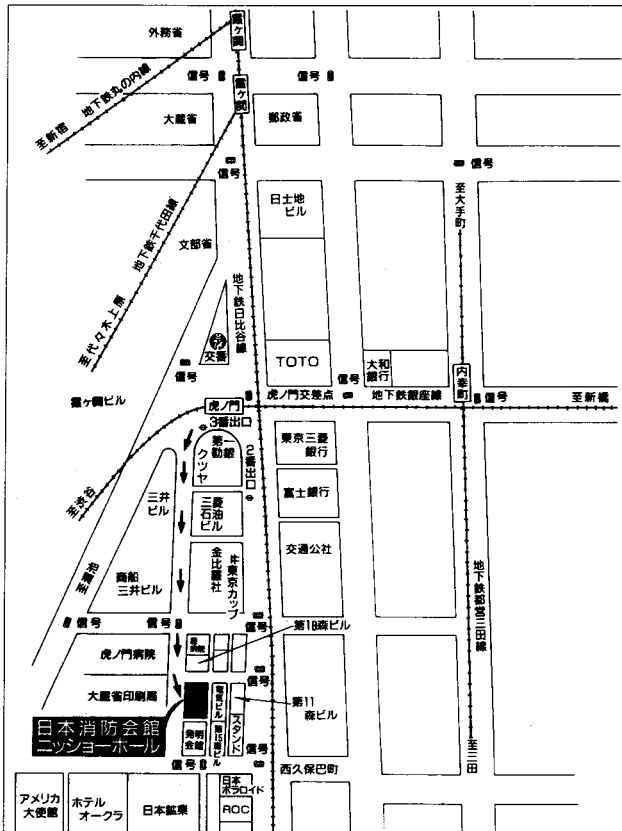 外務省
霞ヶ関
信号
信号
霞ヶ関
大蔵省
郵政省
至新宿 地下鉄丸の内線
信号
信号
至大手町
日土地
ビル
文部省
至代々木上原 地下鉄千代田線
地下鉄日比谷線
交番
TOTO
大和
銀行
内幸町
信号
信号
霞ヶ関ビル
虎ノ門交差点
地下鉄銀座線
信号
至新橋
虎ノ門
3番出口
第一
勧銀
クツヤ
2番出口
東京三菱
銀行
至渋谷
三井
ビル
三菱
石油
ビル
富士銀行
至溜池
商船
三井ビル
金比羅社
東京カップ
交通公社
地下鉄都営三田線
信号
信号
信号
第18森ビル
虎ノ門病院
信号
大蔵省印刷局
日本消防会館
ニッショーホール
電気ビル
第15森ビル
スタンド
第11
森ビル
発明
会館
信号
信号
西久保巴町
至三田
アメリカ
大使館
ホテル
オークラ
日本鉱業
日本
ポラロイド
ROC